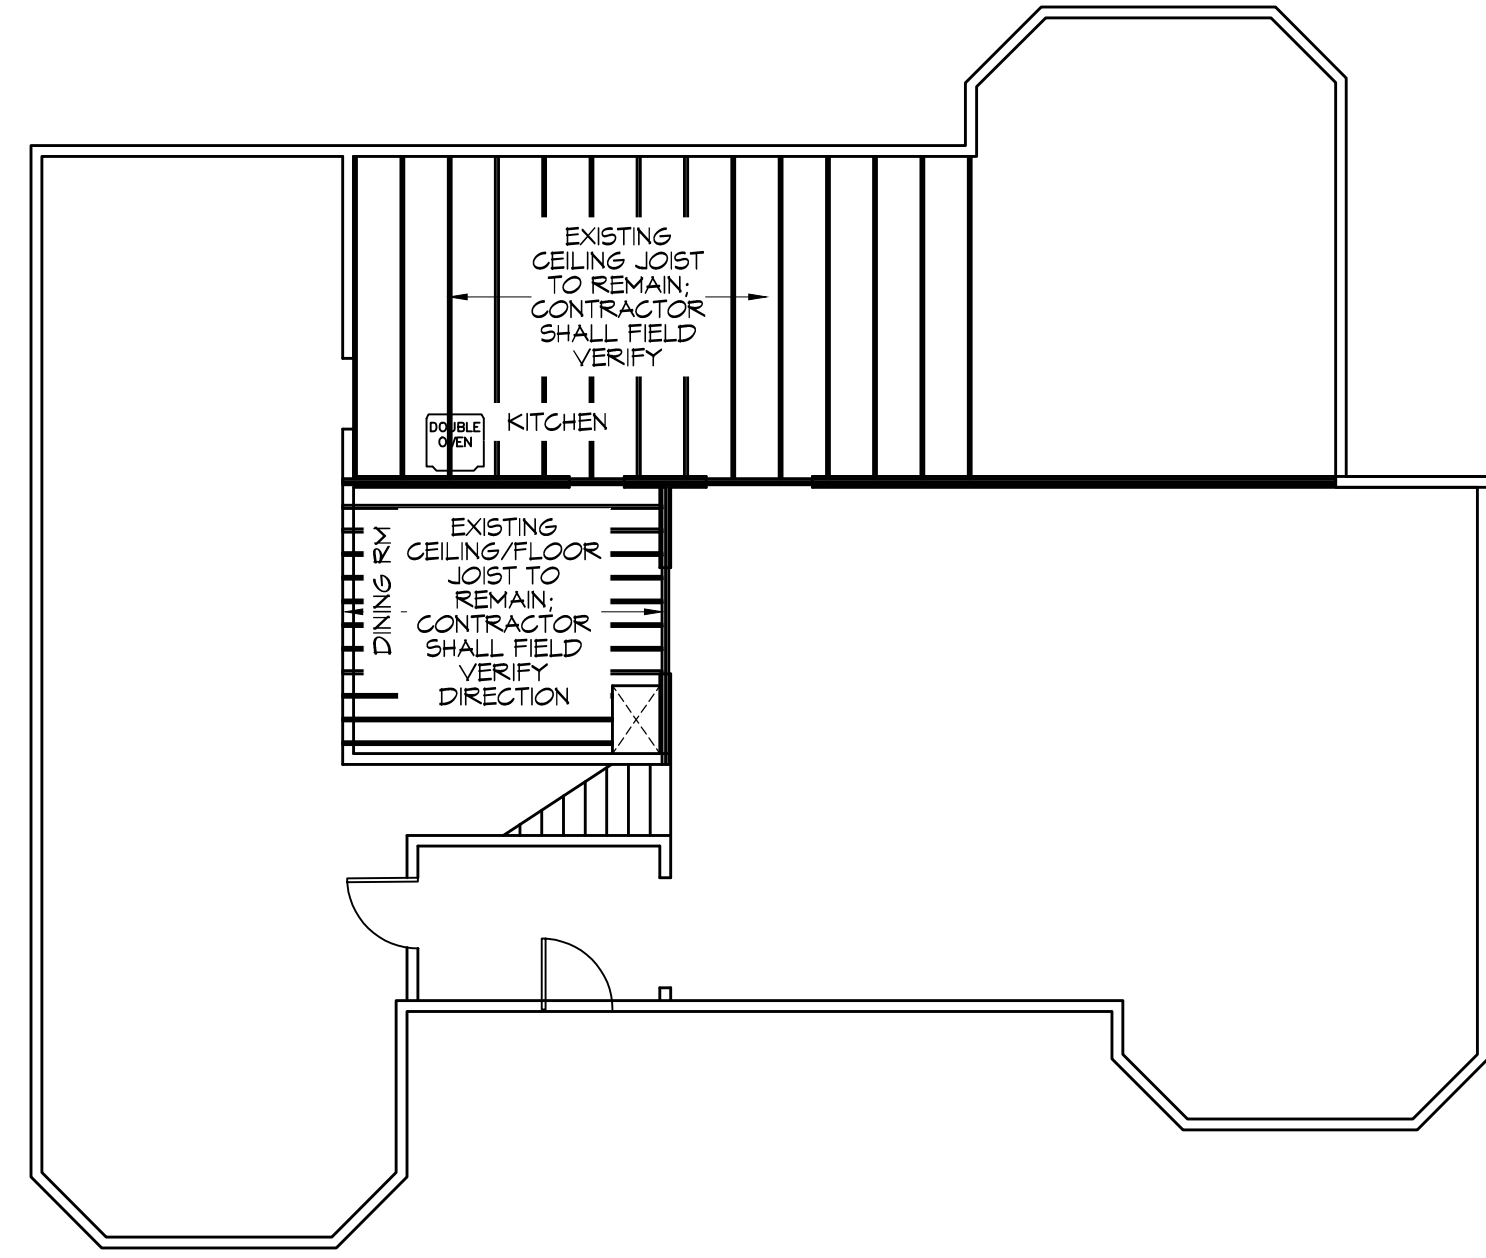 EXISTING
CEILING JOIST
TO REMAIN;
CONTRACTOR
SHALL FIELD
VERIFY
DOUBLE
OVEN
KITCHEN
DINING RM
EXISTING
CEILING/FLOOR
JOIST TO
REMAIN;
CONTRACTOR
SHALL FIELD
VERIFY
DIRECTION